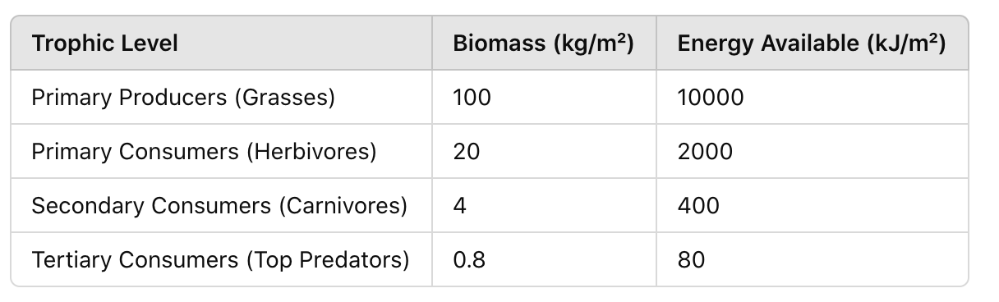 Trophic Level Biomass (kg/m²) Energy Available (kJ/m²)
Primary Producers (Grasses) 100 10000
Primary Consumers (Herbivores) 20 2000
Secondary Consumers (Carnivores) 4 400
Tertiary Consumers (Top Predators) 0.8 80